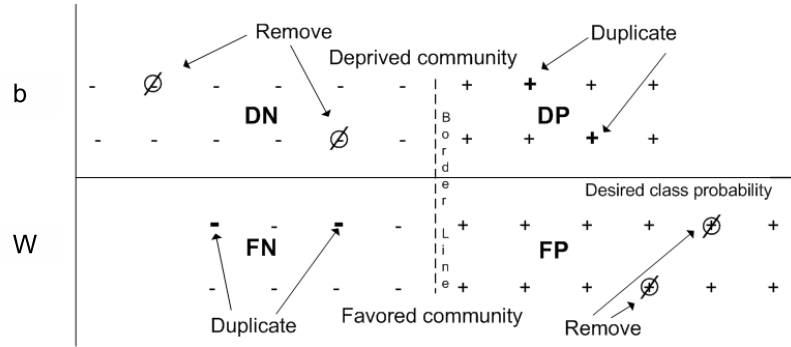 Remove
Duplicate
Deprived community
b
DN
DP
Border Line
Desired class probability
W
FN
FP
Duplicate
Favored community
Remove